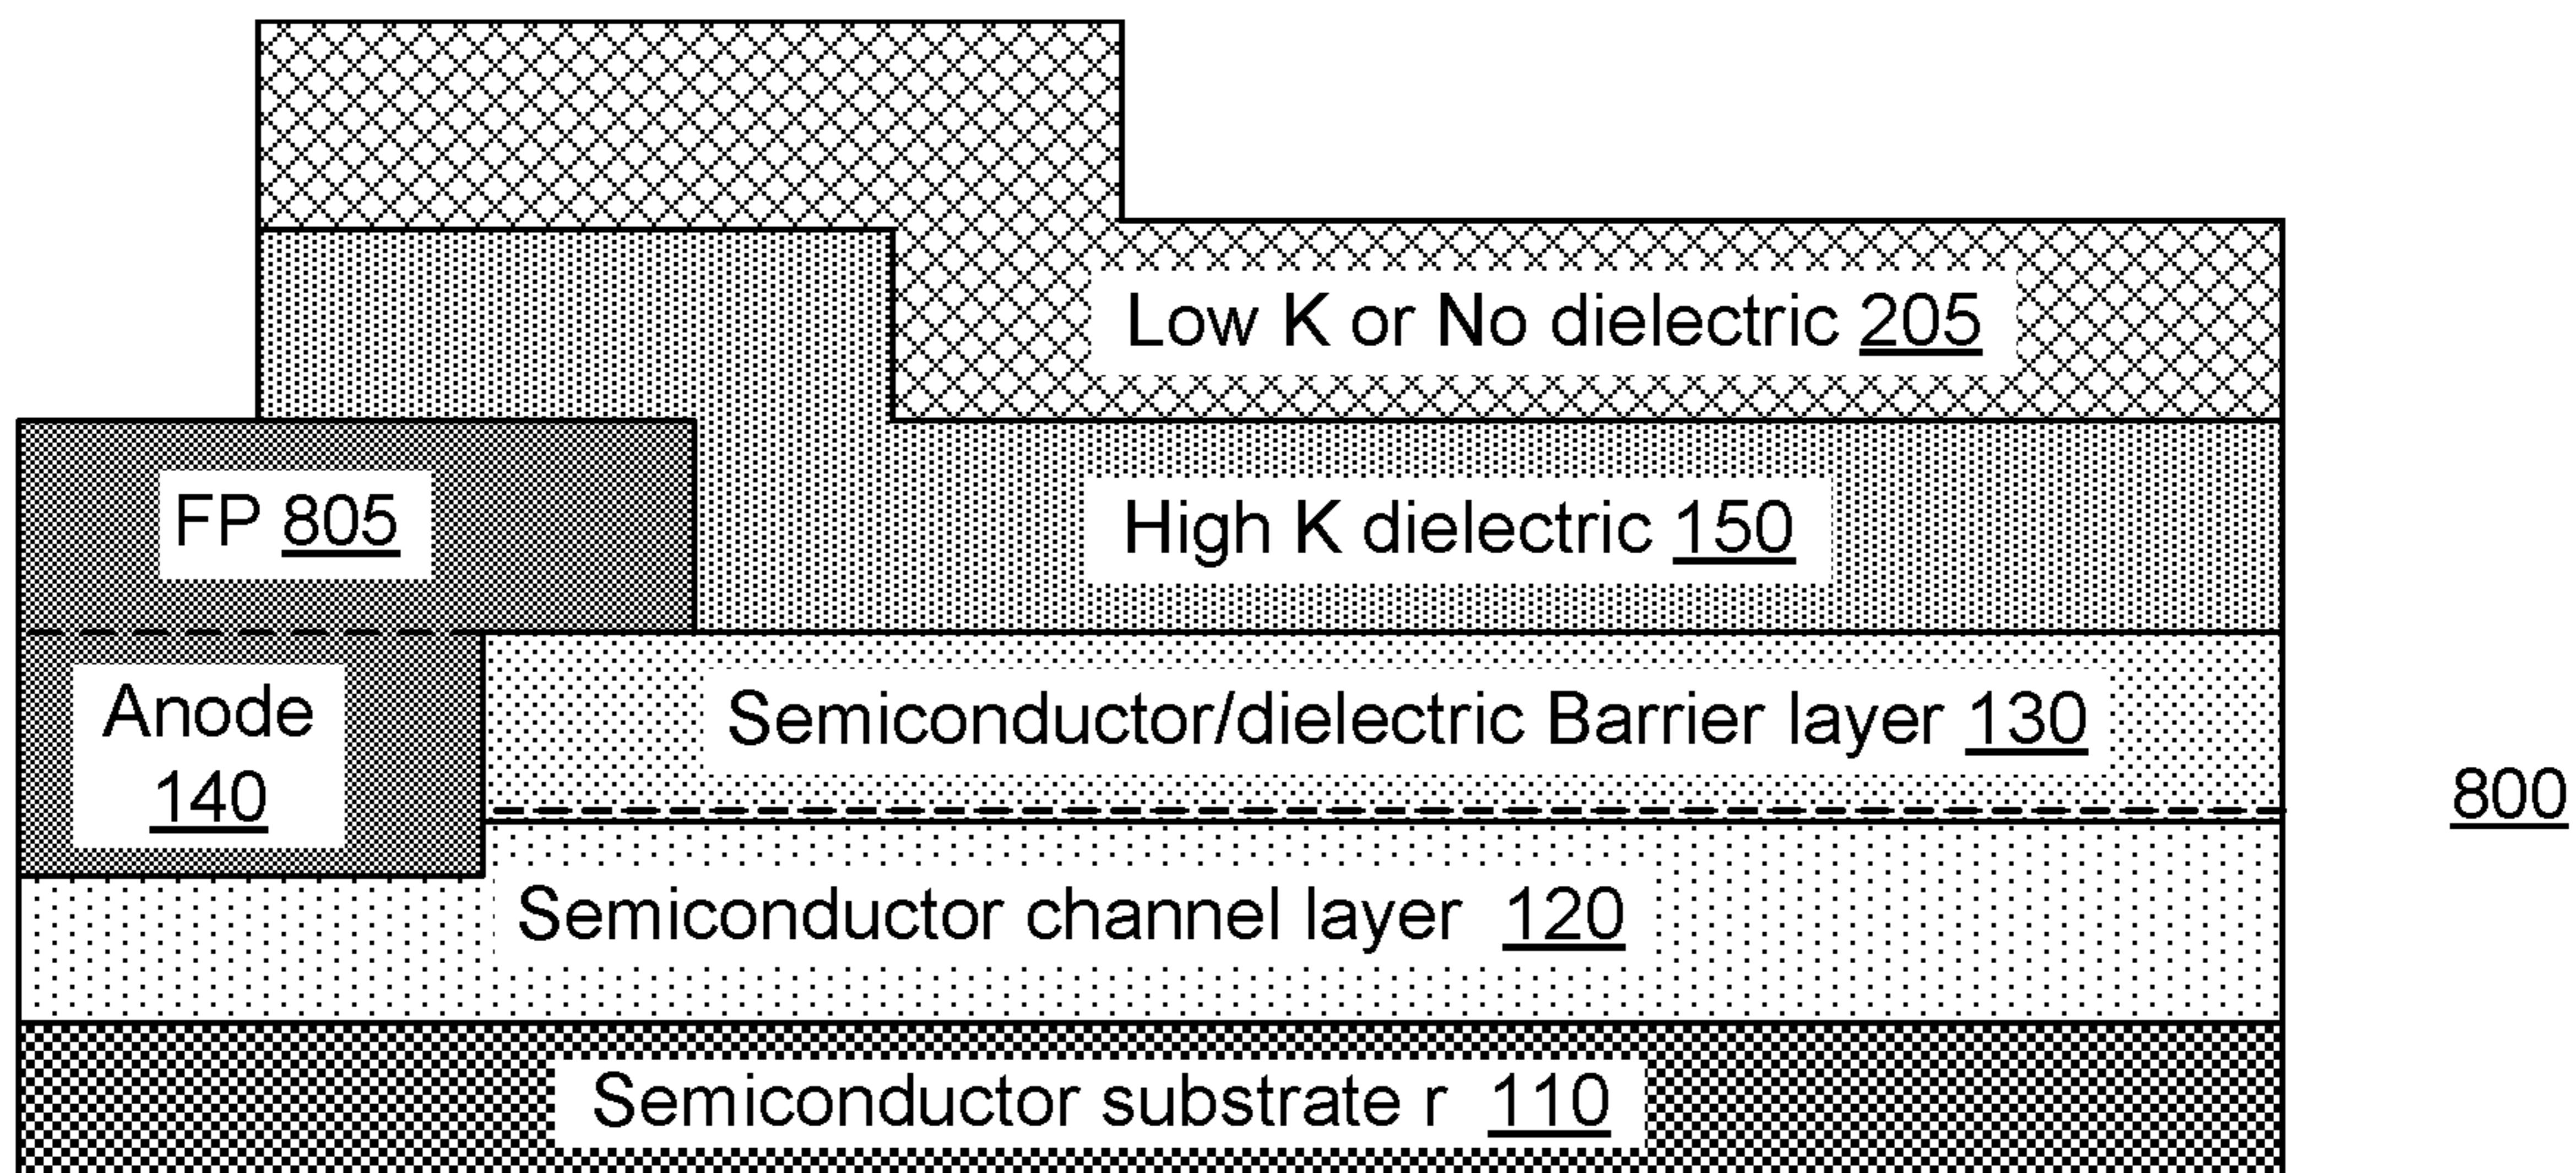 Low K or No dielectric 205
FP 805
High K dielectric 150
Anode
140
Semiconductor/dielectric Barrier layer 130
800
Semiconductor channel layer 120
Semiconductor substrate r 110